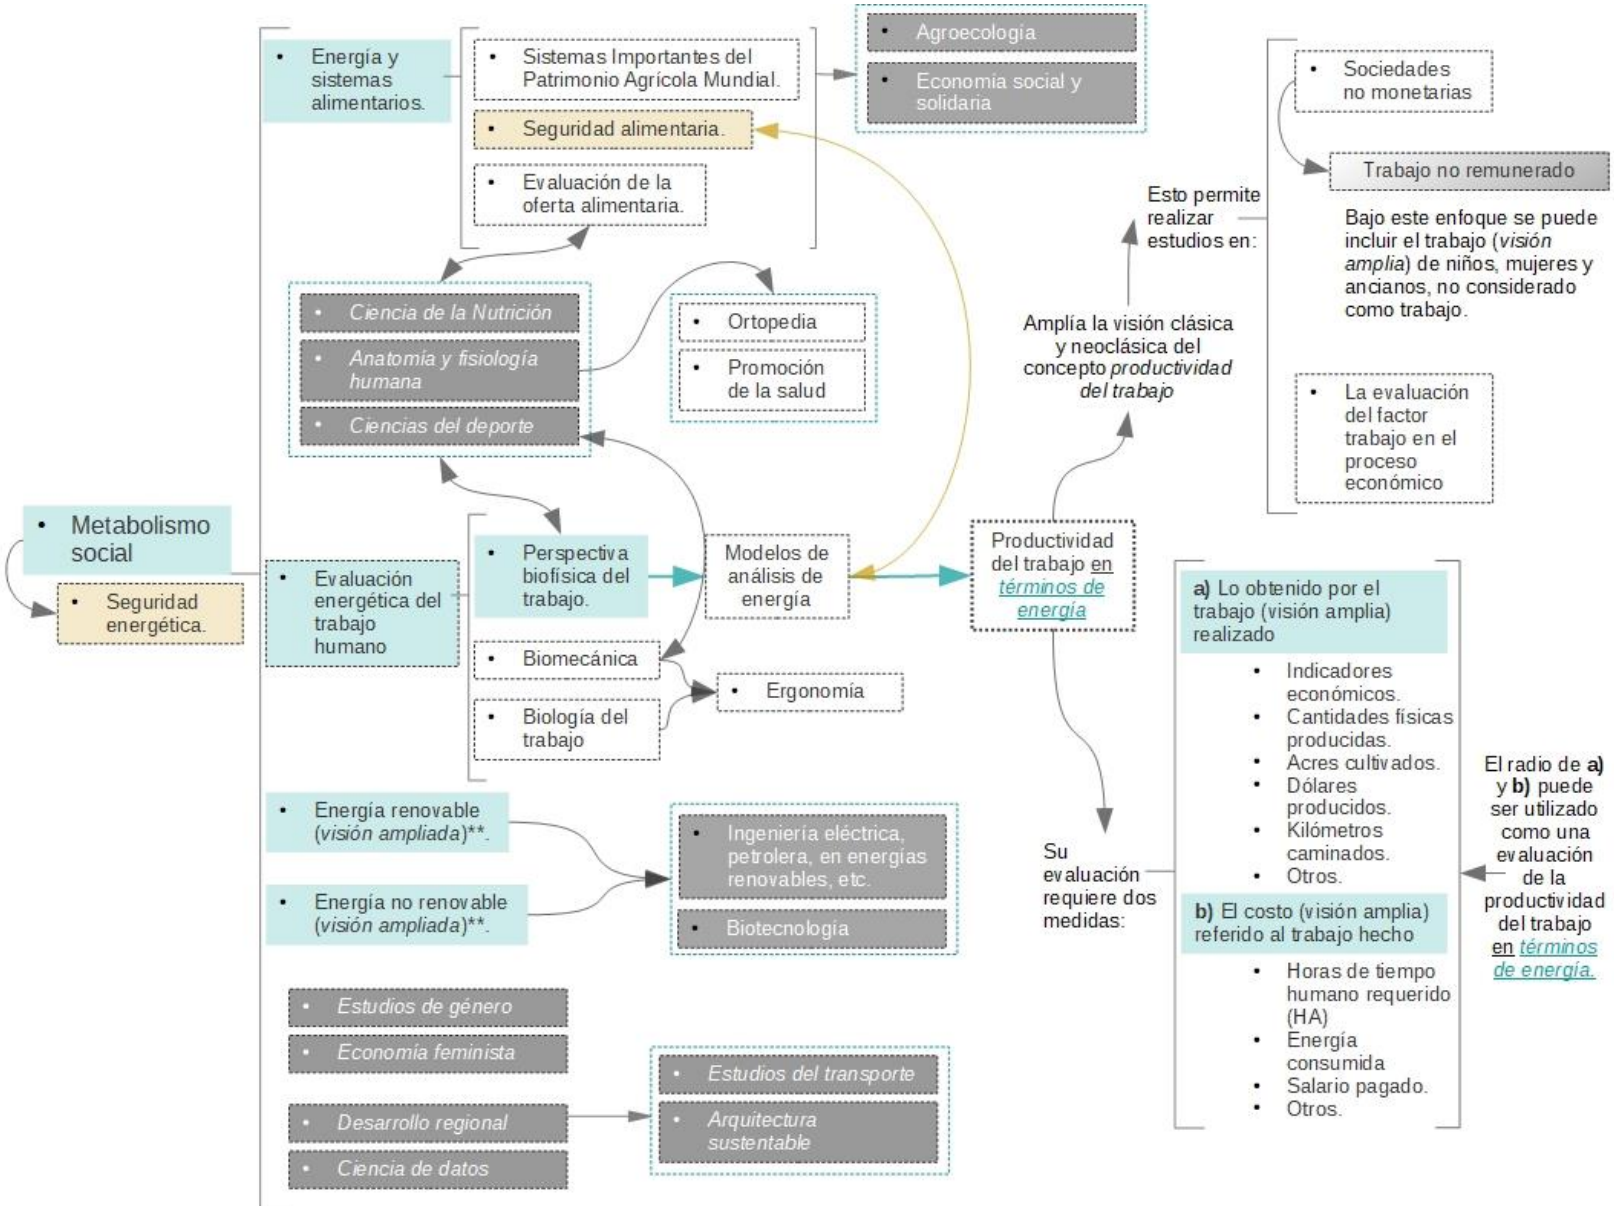 • Metabolismo
social
• Seguridad
energética.
• Energía y
sistemas
alimentarios.
• Sistemas Importantes del
Patrimonio Agrícola Mundial.
• Seguridad alimentaria.
• Evaluación de la
oferta alimentaria.
• Agroecología
• Economía social y
solidaria
• Ciencia de la Nutrición
• Anatomía y fisiología
humana
• Ciencias del deporte
• Ortopedia
• Promoción
de la salud
• Evaluación
energética del
trabajo
humano
• Perspectiva
biofísica del
trabajo.
• Biomecánica
• Biología del
trabajo
Modelos de
análisis de
energía
• Ergonomía
Productividad
del trabajo en
términos de
energía
Amplía la visión clásica
y neoclásica del
concepto productividad
del trabajo
Esto permite
realizar
estudios en:
• Sociedades
no monetarias
Trabajo no remunerado
Bajo este enfoque se puede
incluir el trabajo (visión
amplia) de niños, mujeres y
ancianos, no considerado
como trabajo.
• La evaluación
del factor
trabajo en el
proceso
económico
Su
evaluación
requiere dos
medidas:
a) Lo obtenido por el
trabajo (visión amplia)
realizado
• Indicadores
económicos.
• Cantidades físicas
producidas.
• Acres cultivados.
• Dólares
producidos.
• Kilómetros
caminados.
• Otros.
b) El costo (visión amplia)
referido al trabajo hecho
• Horas de tiempo
humano requerido
(HA)
• Energía
consumida
• Salario pagado.
• Otros.
El radio de a)
y b) puede
ser utilizado
como una
evaluación
de la
productividad
del trabajo
en términos
de energía.
• Energía renovable
(visión ampliada)**.
• Energía no renovable
(visión ampliada)**.
• Ingeniería eléctrica,
petrolera, en energías
renovables, etc.
• Biotecnología
• Estudios de género
• Economía feminista
• Desarrollo regional
• Ciencia de datos
• Estudios del transporte
• Arquitectura
sustentable